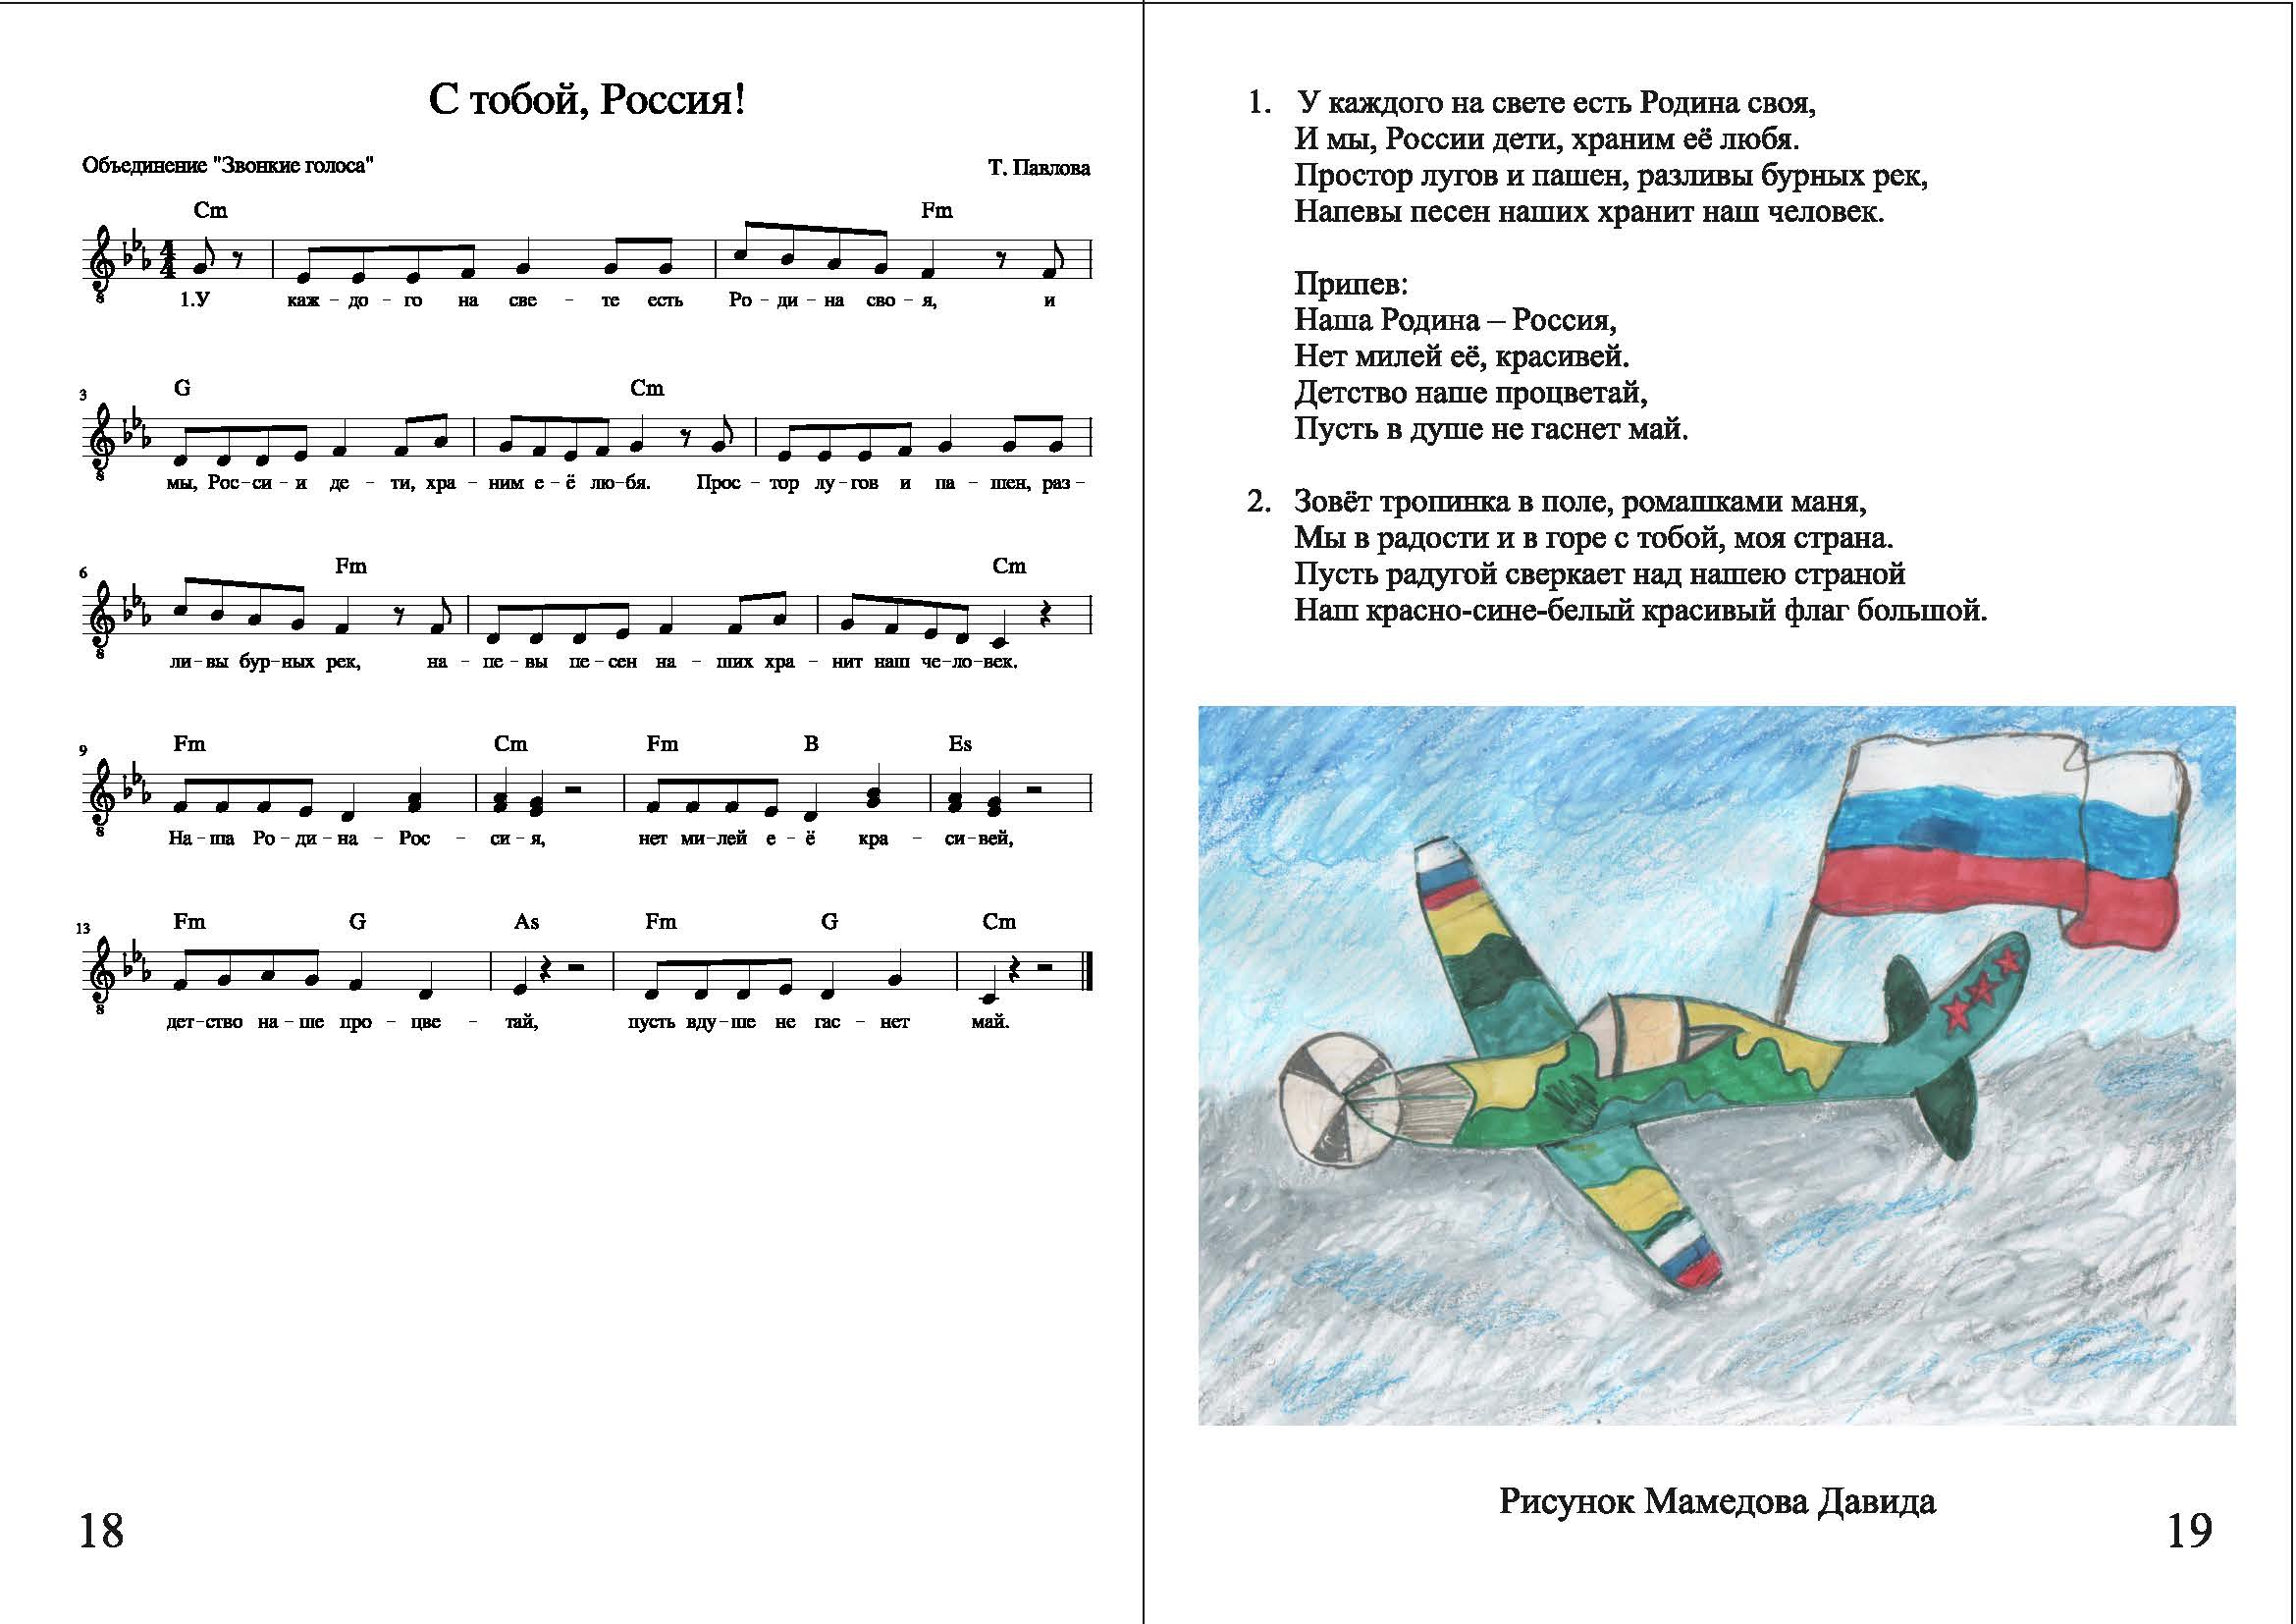 С тобой, Россия!
Объединение "Звонкие голоса"
Т. Павлова
Cm Fm
1.У каж – до – го на све – те есть Ро – ди – на сво – я, и
3
G Cm
мы, Рос–си – и де – ти, хра – ним е–ё лю–бя. Прос – тор лу–гов и па – шен, раз –
6
Fm Cm
ли–вы бур–ных рек, на – пе–вы пе–сен на – ших хра – нит наш че–ло–век.
9
Fm Cm Fm B Es
На–ша Ро–ди–на– Рос – си–я, нет ми–лей е–ё кра – си–вей,
13
Fm G As Fm G Cm
дет–ство на–ше про – цве – тай, пусть вду–ше не гас – нет май.
18
1. У каждого на свете есть Родина своя,
И мы, России дети, храним её любя.
Простор лугов и пашен, разливы бурных рек,
Напевы песен наших хранит наш человек.
Припев:
Наша Родина – Россия,
Нет милей её, красивей.
Детство наше процветай,
Пусть в душе не гаснет май.
2. Зовёт тропинка в поле, ромашками маня,
Мы в радости и в горе с тобой, моя страна.
Пусть радугой сверкает над нашею страной
Наш красно-сине-белый красивый флаг большой.
Рисунок Мамедова Давида
19